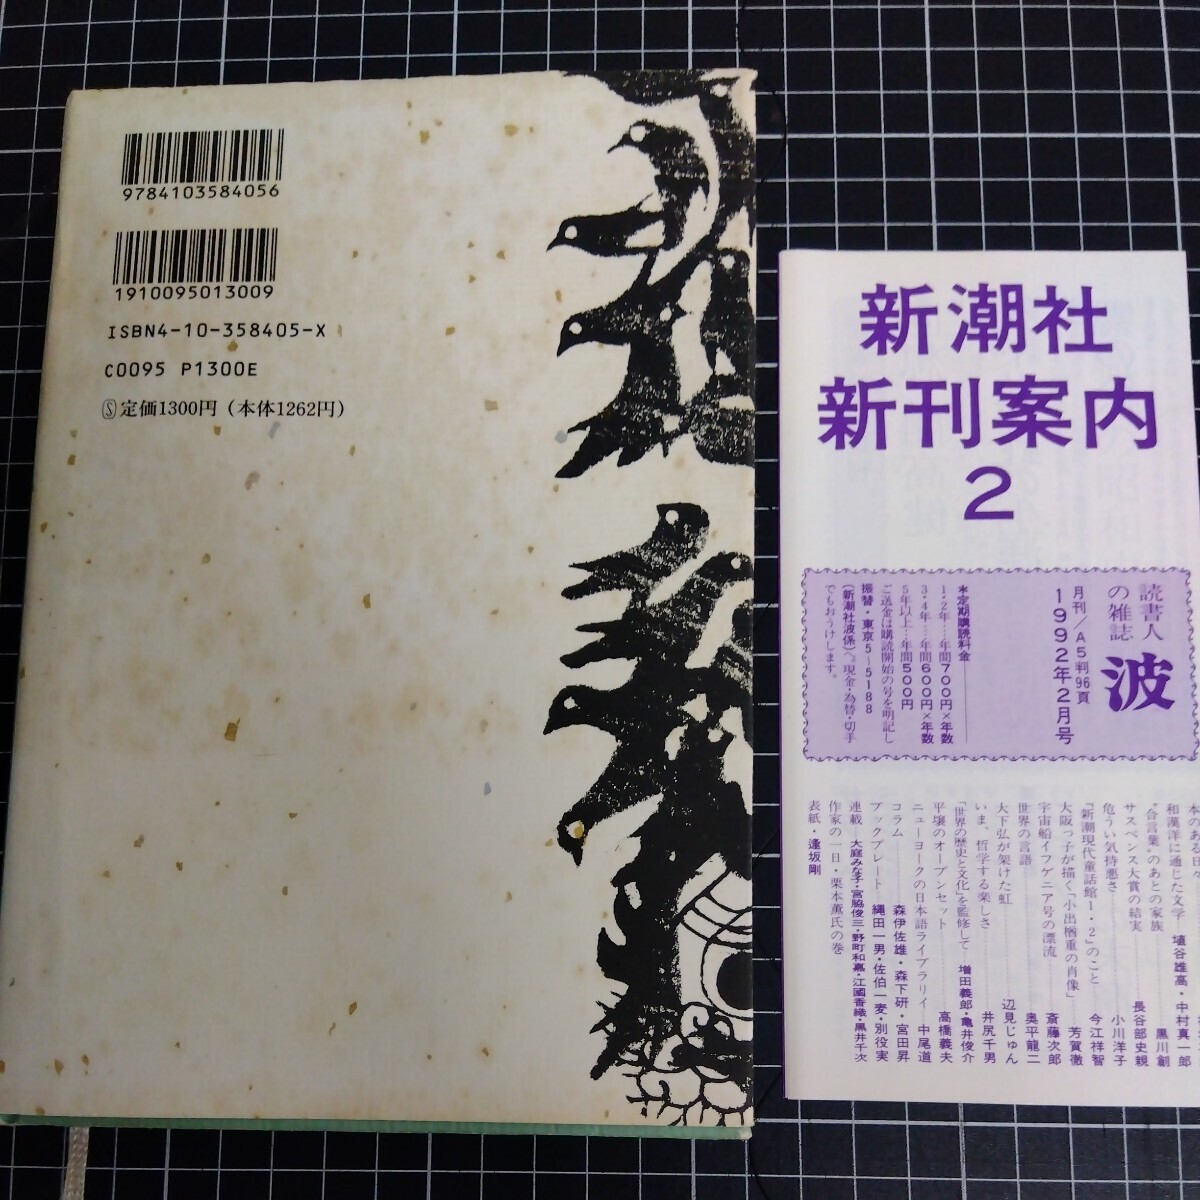 9784103584056
1910095013009
ISBN4-10-358405-X
C0095 P1300E
Ⓢ定価1300円（本体1262円）
新潮社
新刊案内
2
読書人
の雑誌
波
月刊/A5判96頁
1992年2月号
＊定期購読料金
1・2年…年間700円×年数
3・4年…年間600円×年数
5年以上…年間500円
ご送金は購読開始の号を明記し
振替・東京5〜5188
(新潮社波係)へ。現金・為替・切手
でもおうけします。
本のある日々
和漢洋に通じた文学 埴谷雄高・中村真一郎
"合言葉"のあとの家族 黒川創
サスペンス大賞の結実 長谷部史親
危うい気持悪さ 小川洋子
「新潮現代童話館1・2」のこと 今江祥智
大阪っ子が描く「小出楢重の肖像」 芳賀徹
宇宙船イフゲニア号の漂流 斎藤次郎
世界の言語 奥平龍二
大下弘が架けた虹 辺見じゅん
いま、哲学する楽しさ 井尻千男
「世界の歴史と文化」を監修して 増田義郎・亀井俊介
平壌のオープンセット 高橋義夫
ニューヨークの日本語ライブラリイ 中尾道
コラム 森伊佐雄・森下研・宮田昇
ブックプレート 縄田一男・佐伯一麦・別役実
連載―大庭みな子・宮脇俊三・野町和嘉・江國香織・黒井千次
作家の一日・栗本薫氏の巻
表紙・逢坂剛